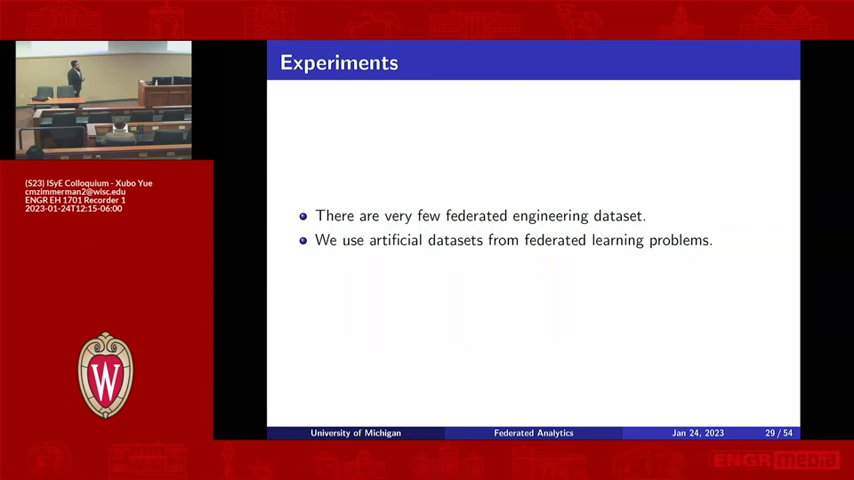 Experiments
There are very few federated engineering dataset.
We use artificial datasets from federated learning problems.
(S23) ISyE Colloquium - Xubo Yue
cmzimmerman2@wisc.edu
ENGR EH 1701 Recorder 1
2023-01-24T12:15-06:00
W
University of Michigan Federated Analytics Jan 24, 2023 29 / 54
ENGR media